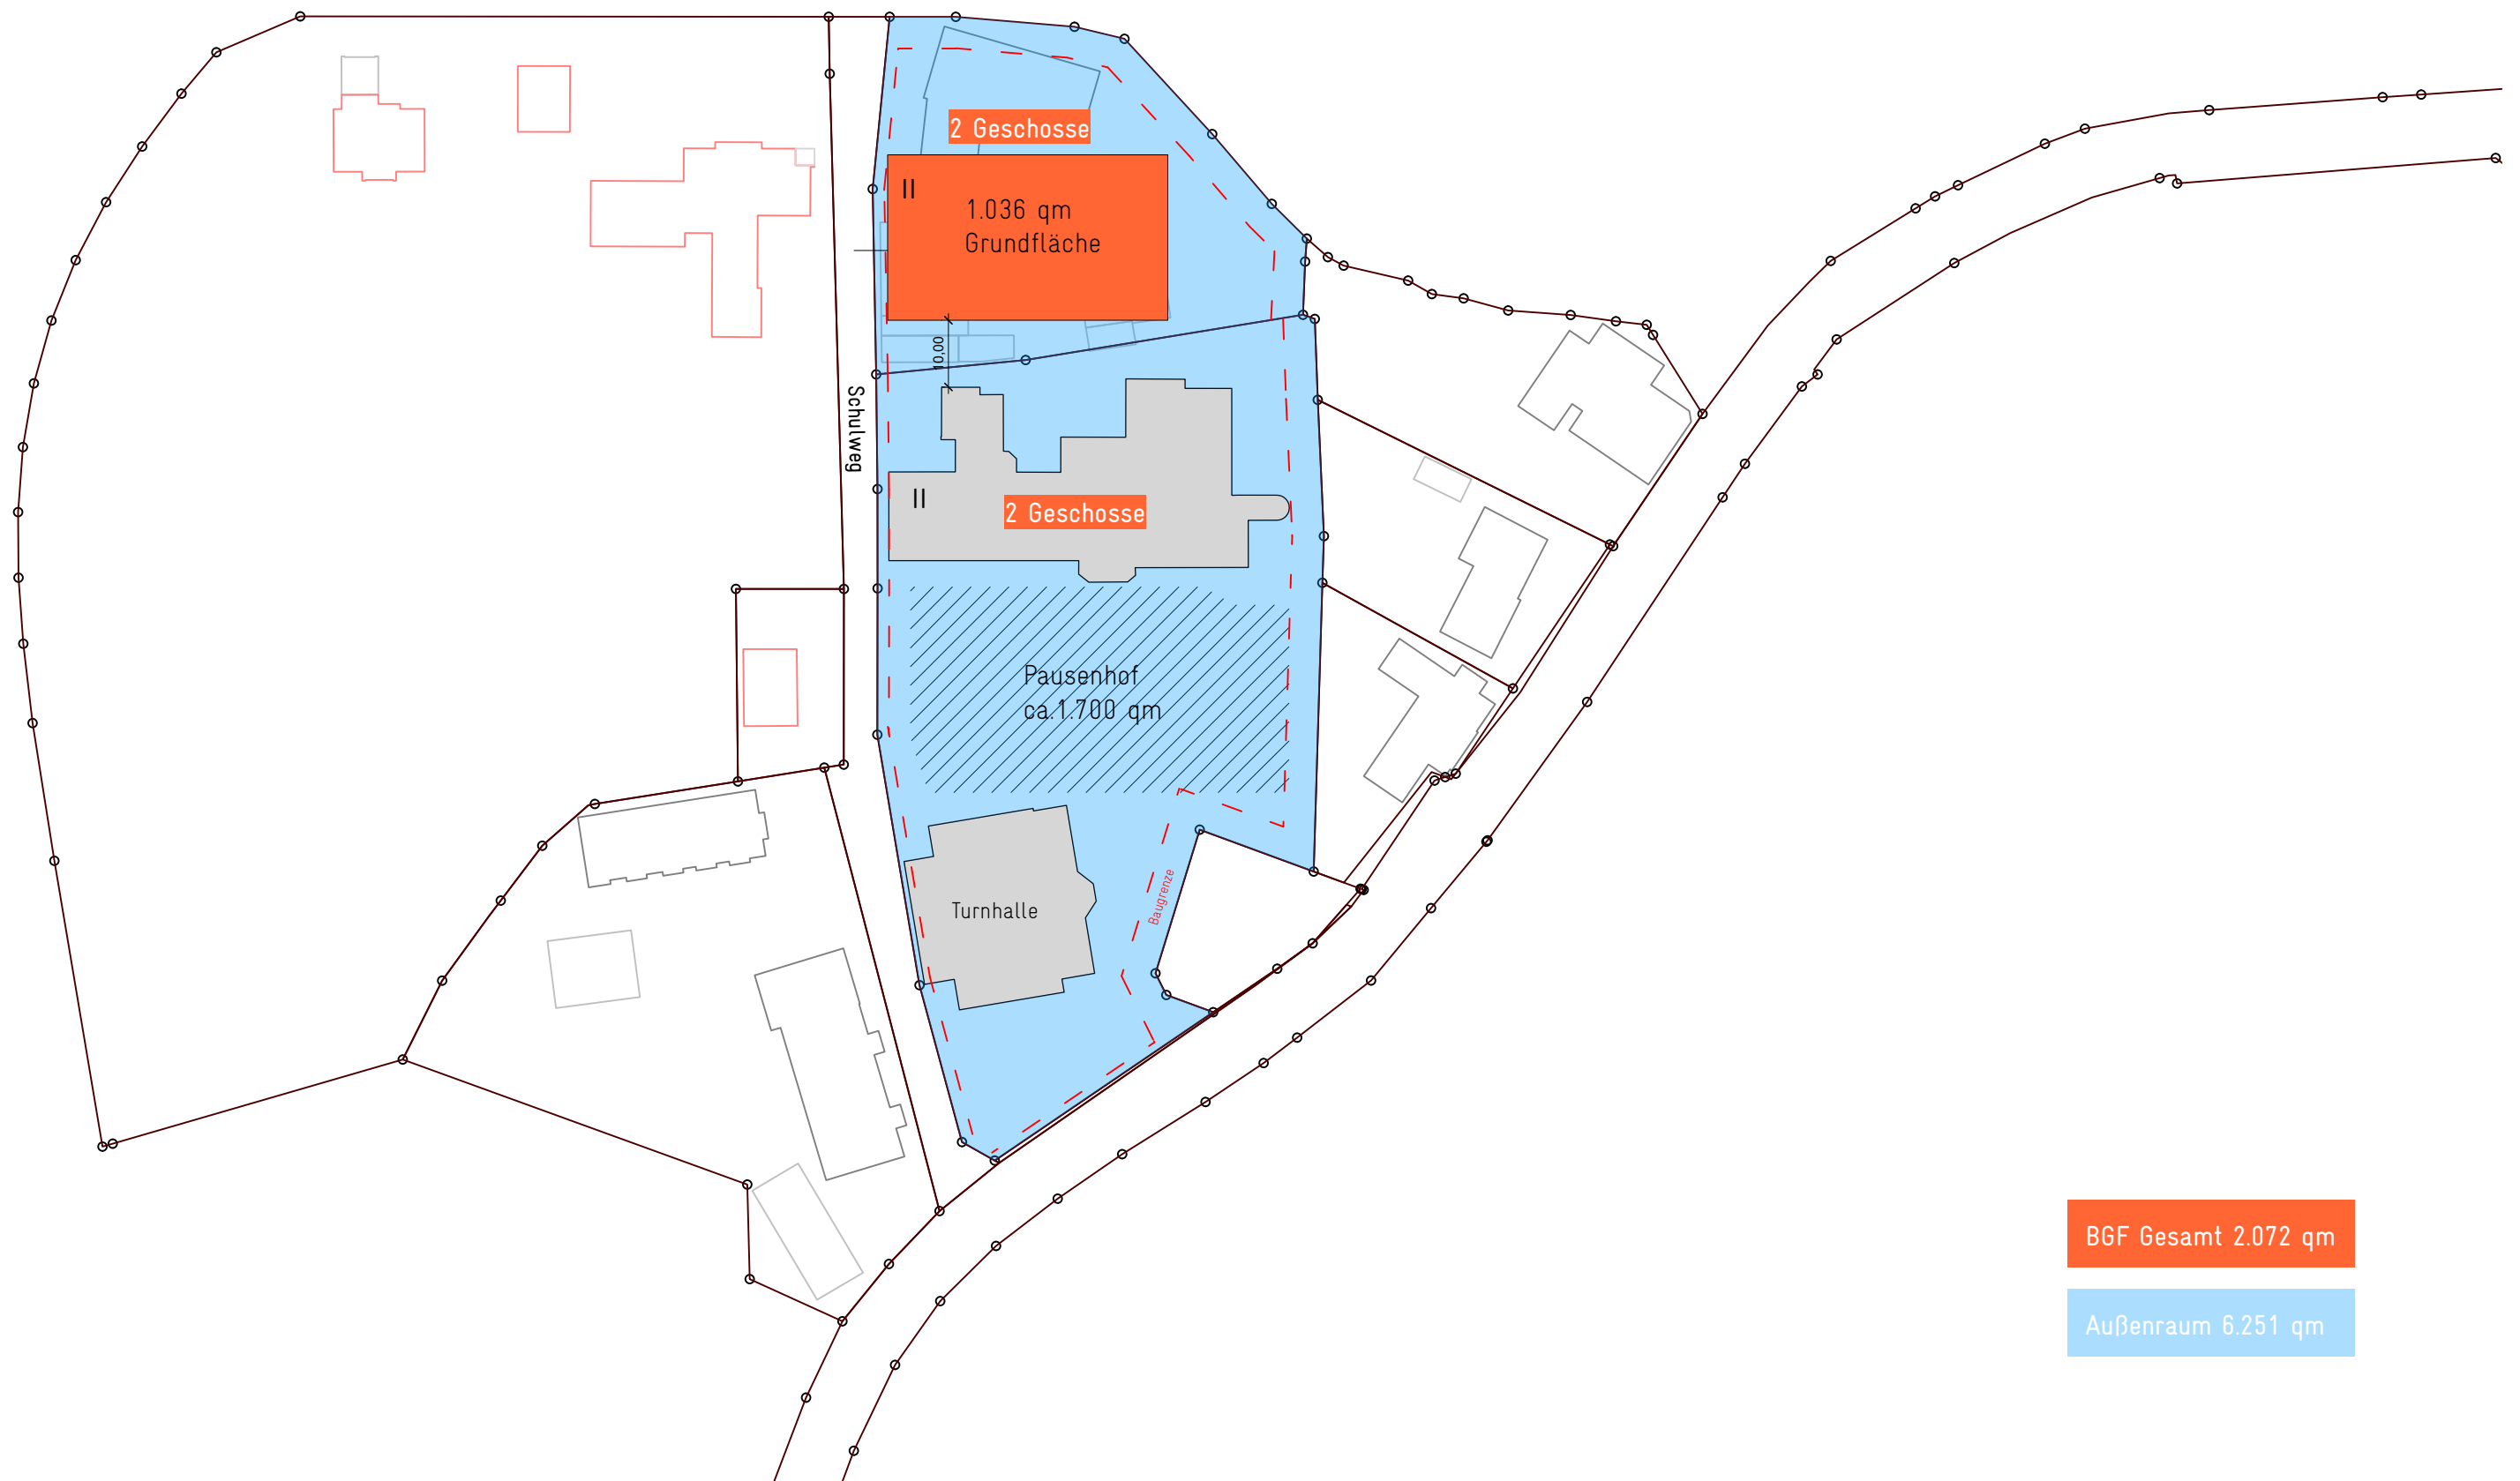 2 Geschosse
II
1.036 qm
Grundfläche
10,00
Schulweg
II
2 Geschosse
Pausenhof
ca.1.700 qm
Baugrenze
Turnhalle
BGF Gesamt 2.072 qm
Außenraum 6.251 qm